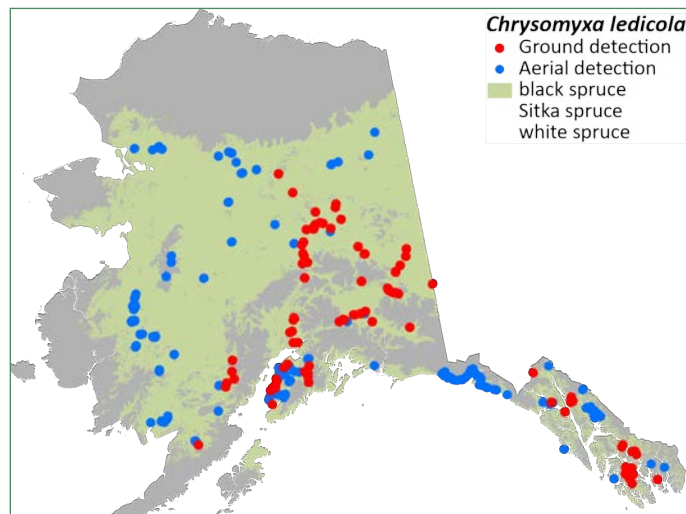 Chrysomyxa ledicola
Ground detection
Aerial detection
black spruce
Sitka spruce
white spruce